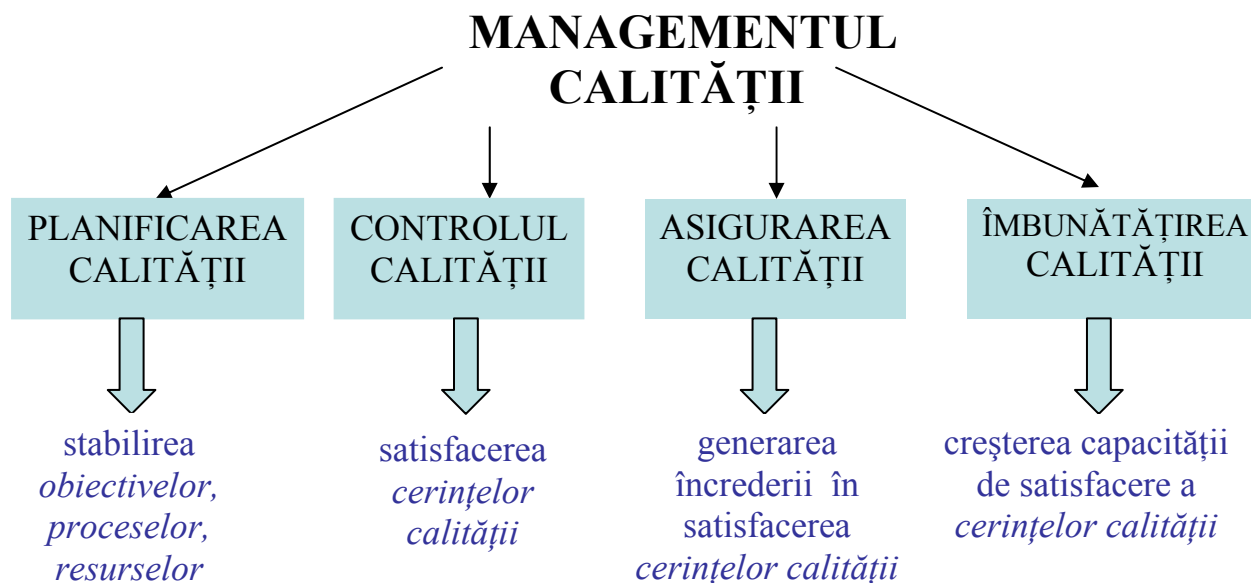 MANAGEMENTUL
CALITĂȚII
PLANIFICAREA
CALITĂȚII
CONTROLUL
CALITĂȚII
ASIGURAREA
CALITĂȚII
ÎMBUNĂTĂȚIREA
CALITĂȚII
stabilirea
obiectivelor,
proceselor,
resurselor
satisfacerea
cerințelor
calității
generarea
încrederii în
satisfacerea
cerințelor calității
creşterea capacității
de satisfacere a
cerințelor calității